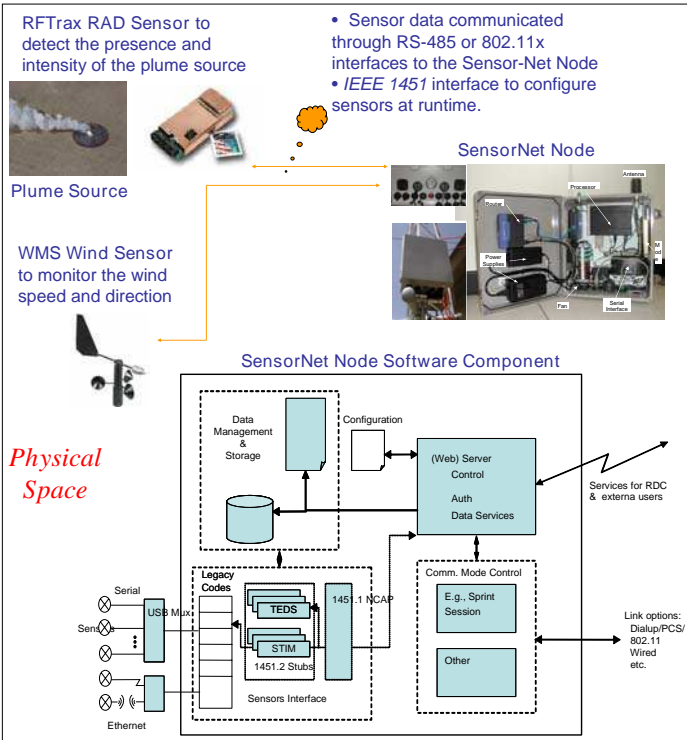 RFTrax RAD Sensor to
detect the presence and
intensity of the plume source
• Sensor data communicated
through RS-485 or 802.11x
interfaces to the Sensor-Net Node
• IEEE 1451 interface to configure
sensors at runtime.
Plume Source
SensorNet Node
Antenna
Processor
Router
Mod
Power
Supplies
Fan
Serial
Interface
WMS Wind Sensor
to monitor the wind
speed and direction
SensorNet Node Software Component
Physical
Space
Data
Management
&
Storage
Configuration
(Web) Server
Control
Auth
Data Services
Services for RDC
& externa users
Legacy
Codes
TEDS
STIM
1451.2 Stubs
1451.1 NCAP
Sensors Interface
Comm. Mode Control
E.g., Sprint
Session
Other
Link options:
Dialup/PCS/
802.11
Wired
etc.
Serial
USB Mux
Ethernet